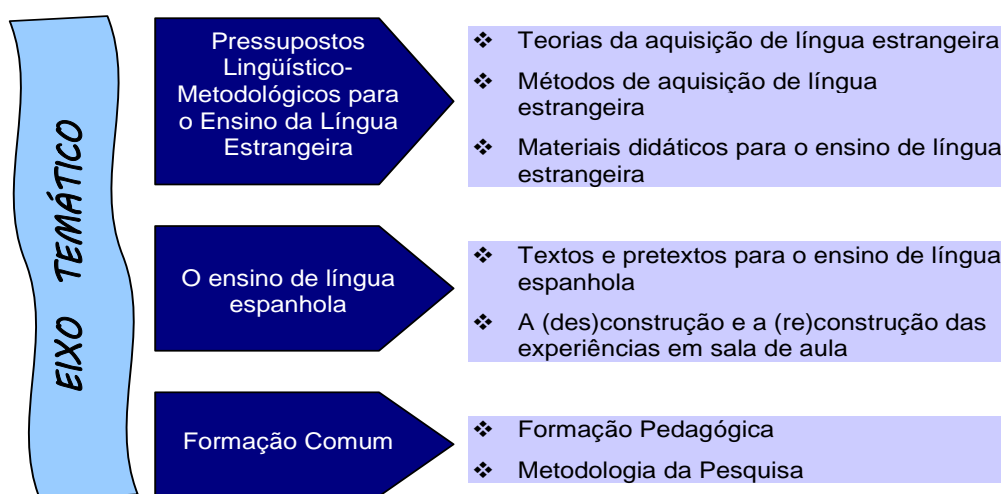 EIXO TEMÁTICO
Pressupostos
Lingüístico-
Metodológicos para
o Ensino da Língua
Estrangeira
❖ Teorias da aquisição de língua estrangeira
❖ Métodos de aquisição de língua
estrangeira
❖ Materiais didáticos para o ensino de língua
estrangeira
O ensino de língua
espanhola
❖ Textos e pretextos para o ensino de língua
espanhola
❖ A (des)construção e a (re)construção das
experiências em sala de aula
Formação Comum
❖ Formação Pedagógica
❖ Metodologia da Pesquisa